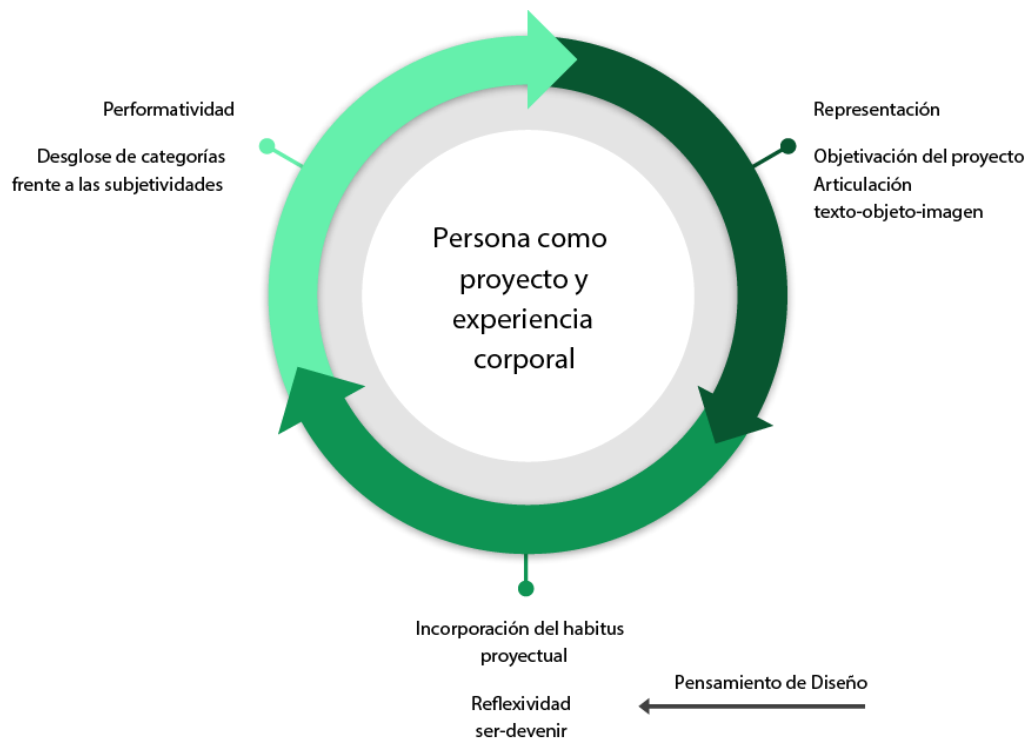 Performatividad
Desglose de categorías
frente a las subjetividades
Representación
Objetivación del proyecto
Articulación
texto-objeto-imagen
Persona como
proyecto y
experiencia
corporal
Incorporación del habitus
proyectual
Reflexividad
ser-devenir
Pensamiento de Diseño